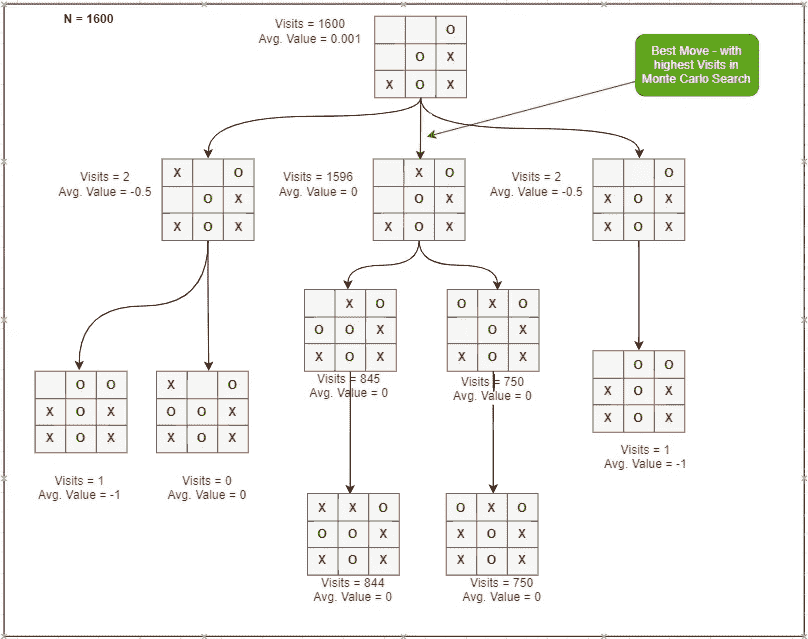 N = 1600
Visits = 1600
Avg. Value = 0.001
O
O X
X O X
Best Move - with
highest Visits in
Monte Carlo Search
Visits = 2
Avg. Value = -0.5
X O
O X
X O X
Visits = 1596
Avg. Value = 0
X O
O X
X O X
Visits = 2
Avg. Value = -0.5
O
X O X
X O X
X O
O O X
X O X
Visits = 845
Avg. Value = 0
O X O
O X
X O X
Visits = 750
Avg. Value = 0
O O
X O X
X O X
Visits = 1
Avg. Value = -1
X O
O O X
X O X
Visits = 0
Avg. Value = 0
O O
X O X
X O X
Visits = 1
Avg. Value = -1
X X O
O O X
X O X
Visits = 844
Avg. Value = 0
O X O
X O X
X O X
Visits = 750
Avg. Value = 0